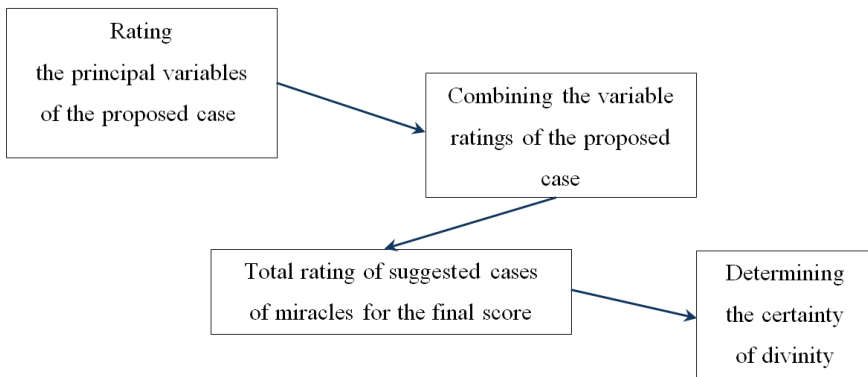 Rating
the principal variables
of the proposed case
Combining the variable
ratings of the proposed
case
Total rating of suggested cases
of miracles for the final score
Determining
the certainty
of divinity